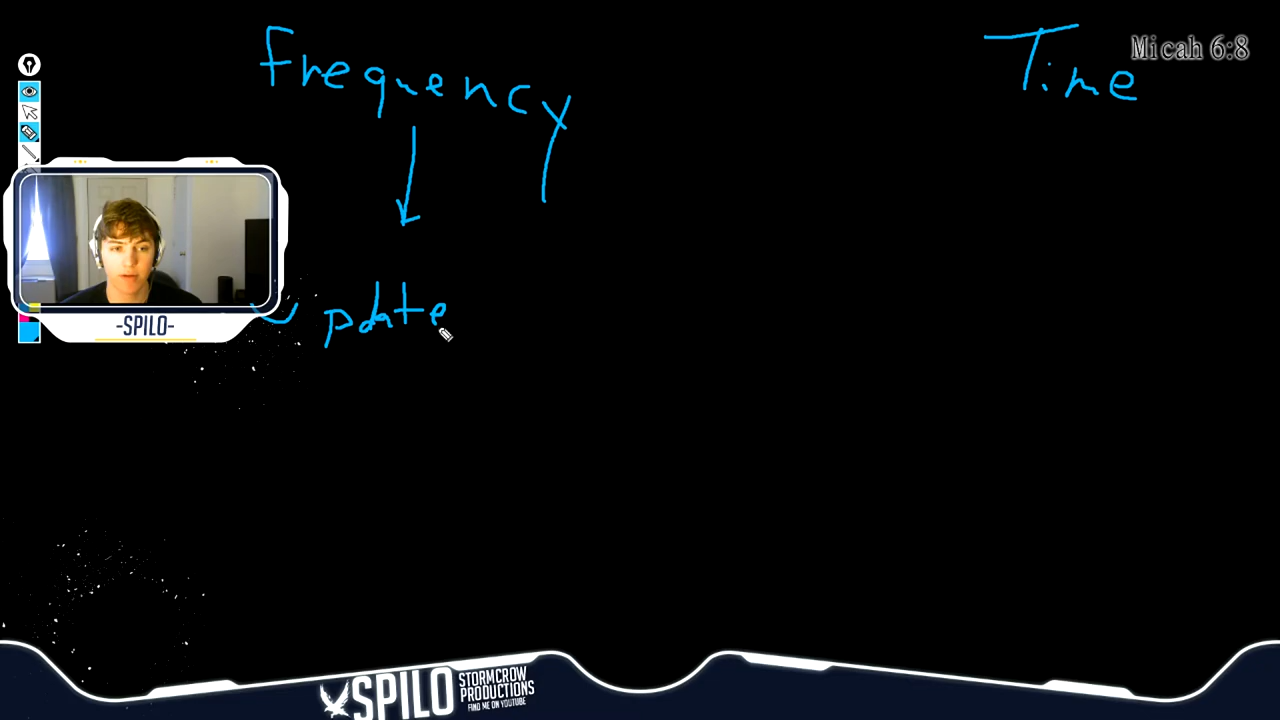 Frequency
Time
Micah 6:8
Update
-SPILO-
SPILO
STORMCROW
PRODUCTIONS
FIND ME ON YOUTUBE